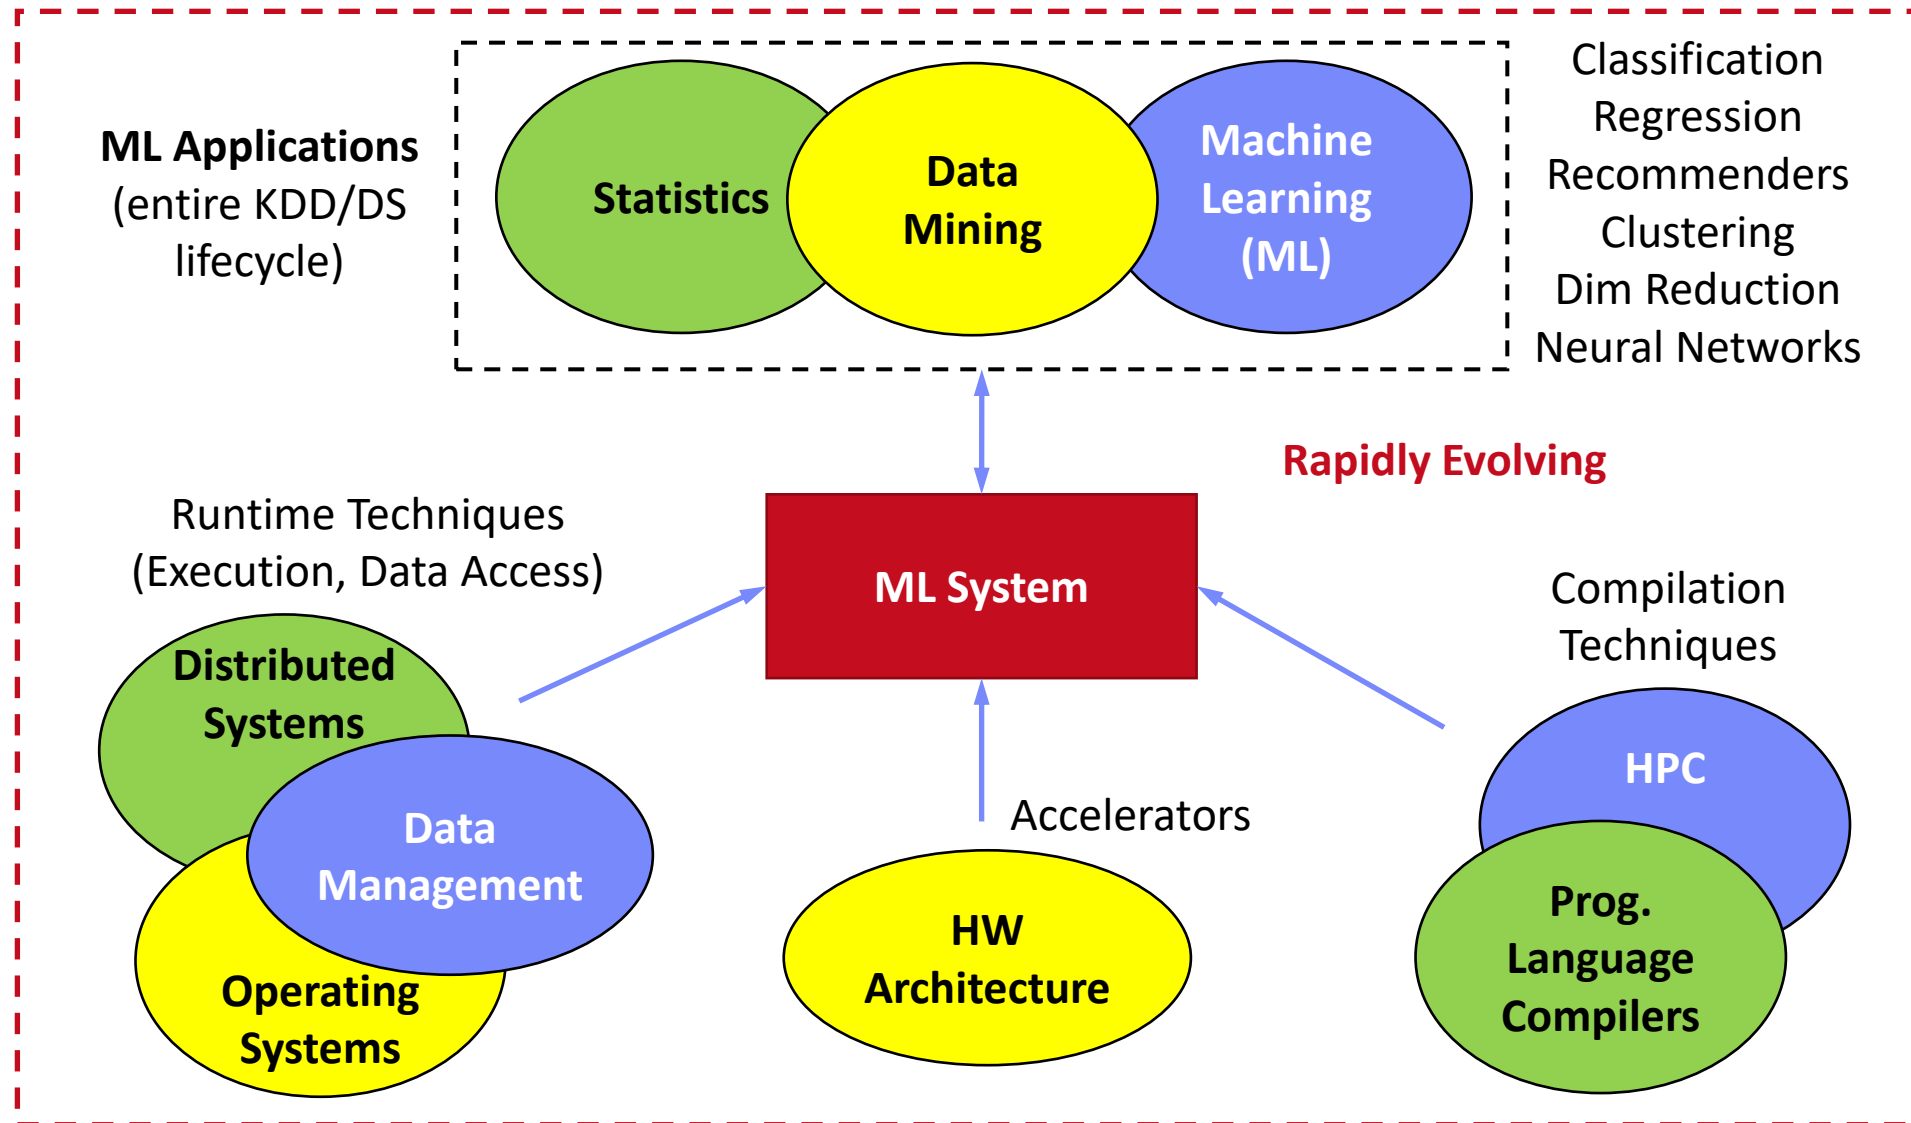 ML Applications
(entire KDD/DS
lifecycle)
Statistics
Data
Mining
Machine
Learning
(ML)
Classification
Regression
Recommenders
Clustering
Dim Reduction
Neural Networks
Rapidly Evolving
Runtime Techniques
(Execution, Data Access)
ML System
Compilation
Techniques
Distributed
Systems
Data
Management
Operating
Systems
Accelerators
HW
Architecture
HPC
Prog.
Language
Compilers